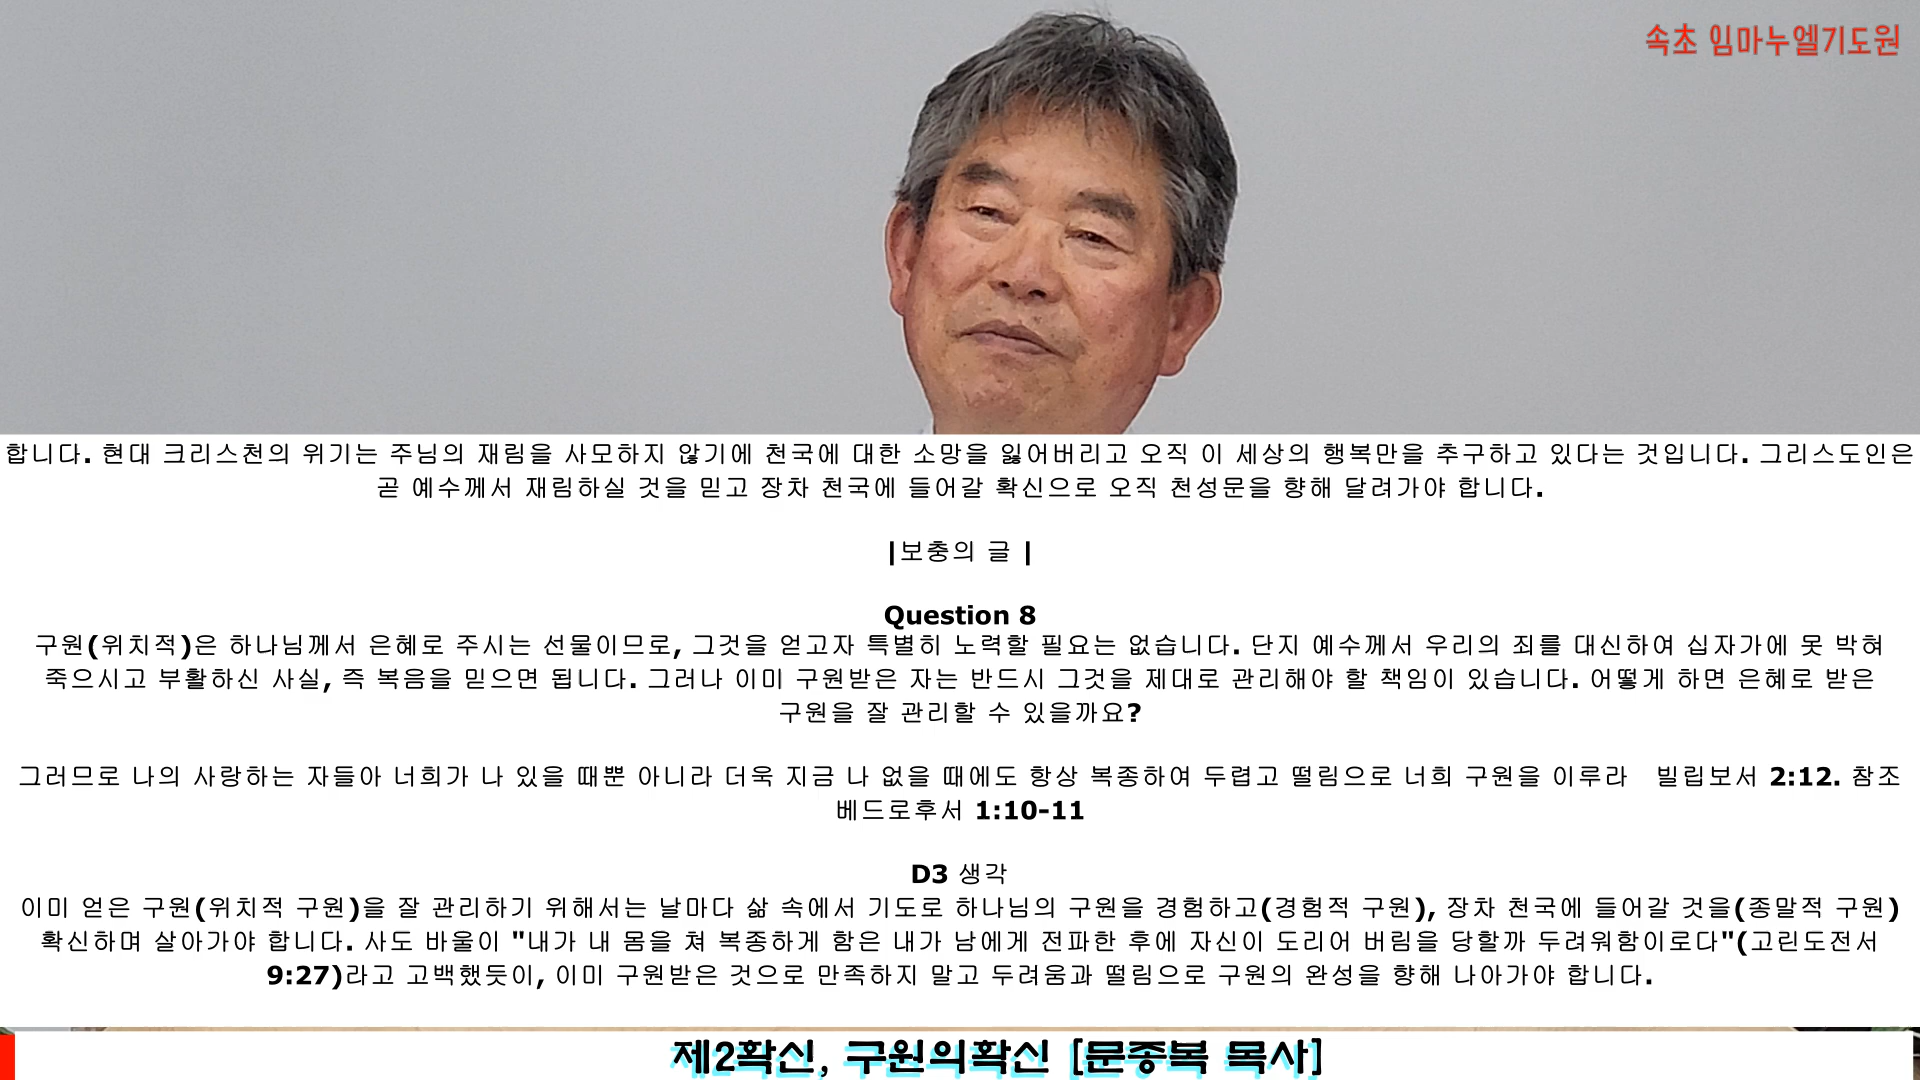 속초 임마누엘기도원
합니다. 현대 크리스천의 위기는 주님의 재림을 사모하지 않기에 천국에 대한 소망을 잃어버리고 오직 이 세상의 행복만을 추구하고 있다는 것입니다. 그리스도인은
곧 예수께서 재림하실 것을 믿고 장차 천국에 들어갈 확신으로 오직 천성문을 향해 달려가야 합니다.
|보충의 글 |
Question 8
구원(위치적)은 하나님께서 은혜로 주시는 선물이므로, 그것을 얻고자 특별히 노력할 필요는 없습니다. 단지 예수께서 우리의 죄를 대신하여 십자가에 못 박혀
죽으시고 부활하신 사실, 즉 복음을 믿으면 됩니다. 그러나 이미 구원받은 자는 반드시 그것을 제대로 관리해야 할 책임이 있습니다. 어떻게 하면 은혜로 받은
구원을 잘 관리할 수 있을까요?
그러므로 나의 사랑하는 자들아 너희가 나 있을 때뿐 아니라 더욱 지금 나 없을 때에도 항상 복종하여 두렵고 떨림으로 너희 구원을 이루라 빌립보서 2:12. 참조
베드로후서 1:10-11
D3 생각
이미 얻은 구원(위치적 구원)을 잘 관리하기 위해서는 날마다 삶 속에서 기도로 하나님의 구원을 경험하고(경험적 구원), 장차 천국에 들어갈 것을(종말적 구원)
확신하며 살아가야 합니다. 사도 바울이 "내가 내 몸을 쳐 복종하게 함은 내가 남에게 전파한 후에 자신이 도리어 버림을 당할까 두려워함이로다"(고린도전서
9:27)라고 고백했듯이, 이미 구원받은 것으로 만족하지 말고 두려움과 떨림으로 구원의 완성을 향해 나아가야 합니다.
제2확신, 구원의확신 [문종복 목사]